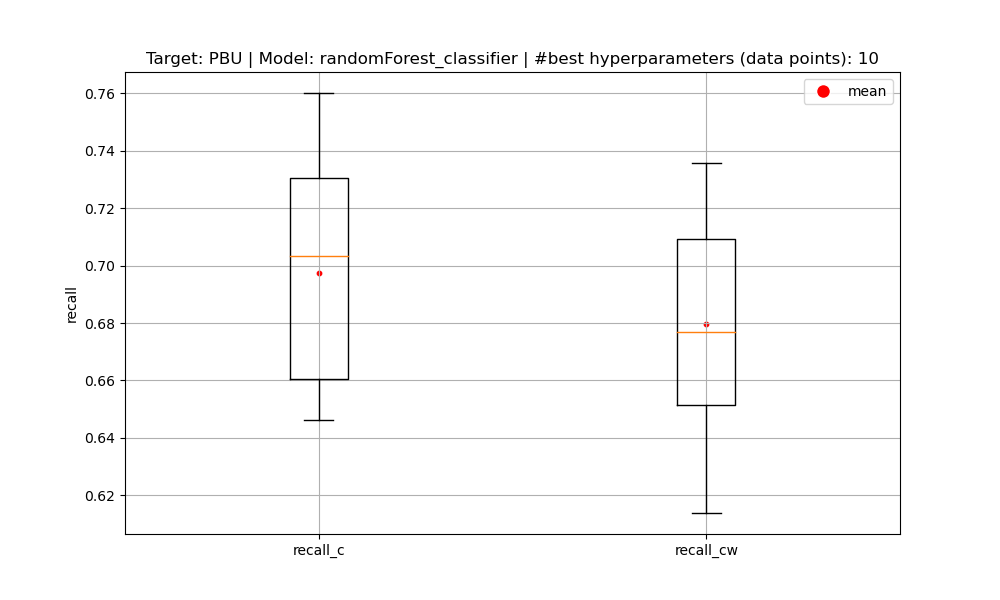 Target: PBU | Model: randomForest_classifier | #best hyperparameters (data points): 10
mean
0.76
0.74
0.72
0.70
0.68
0.66
0.64
0.62
recall
recall_c
recall_cw